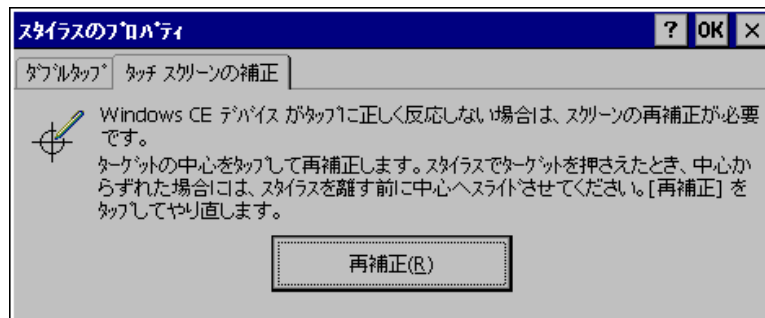 スタイラスのプロパティ ? OK ×
ダブルタップ タッチ スクリーンの補正
Windows CE デバイス がタップに正しく反応しない場合は、スクリーンの再補正が必要
です。
ターゲットの中心をタップして再補正します。スタイラスでターゲットを押さえたとき、中心か
らずれた場合には、スタイラスを離す前に中心へスライドさせてください。[再補正] を
タップしてやり直します。
再補正(R)